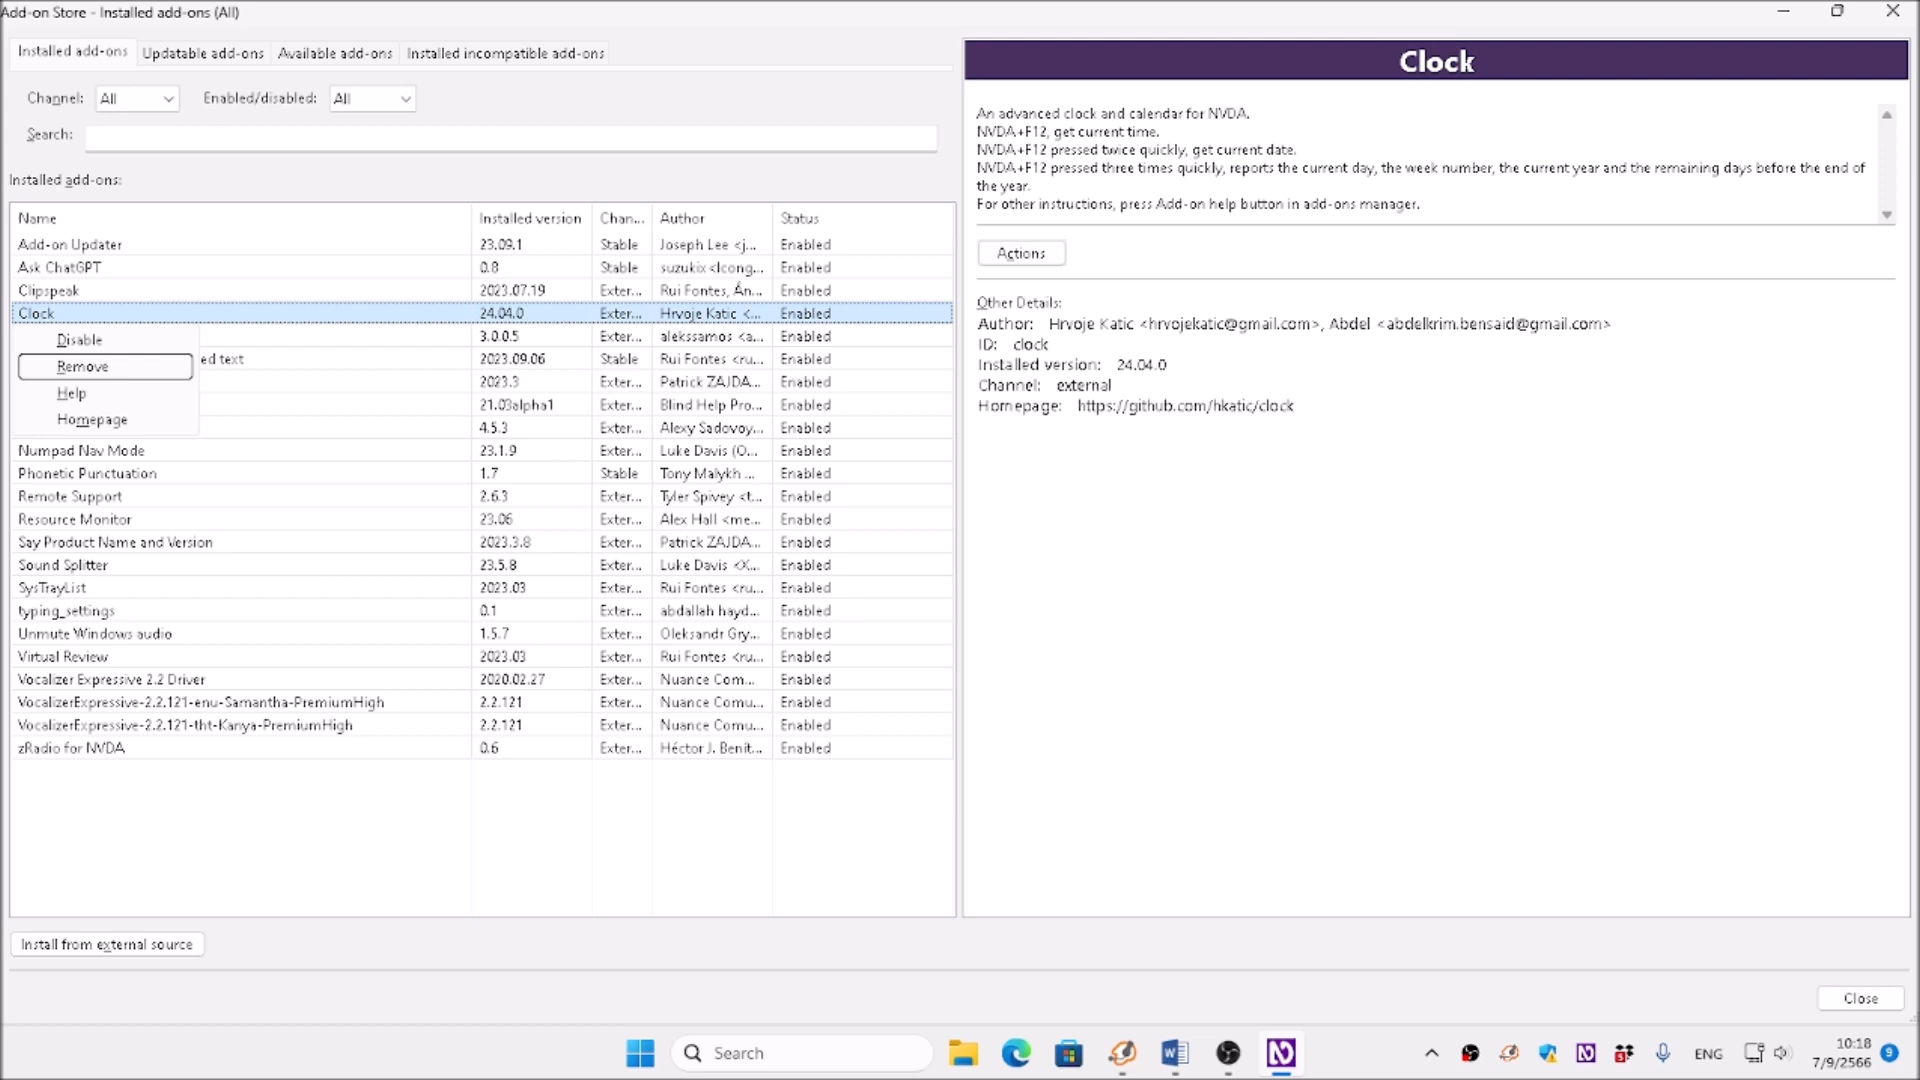 Add-on Store - Installed add-ons (All)
Installed add-ons Updatable add-ons Available add-ons Installed incompatible add-ons
Channel: All Enabled/disabled: All
Search:
Installed add-ons:
Name Installed version Chan... Author Status
Add-on Updater 23.09.1 Stable Joseph Lee <j... Enabled
Ask ChatGPT 0.8 Stable suzukix <lcong... Enabled
Clipspeak 2023.07.19 Exter... Rui Fontes, Ân... Enabled
Clock 24.04.0 Exter... Hrvoje Katic <... Enabled
3.0.0.5 Exter... alekssamos <a... Enabled
ed text 2023.09.06 Stable Rui Fontes <ru... Enabled
2023.3 Exter... Patrick ZAJDA... Enabled
21.03alpha1 Exter... Blind Help Pro... Enabled
4.5.3 Exter... Alexy Sadovoy... Enabled
Numpad Nav Mode 23.1.9 Exter... Luke Davis (O... Enabled
Phonetic Punctuation 1.7 Stable Tony Malykh ... Enabled
Remote Support 2.6.3 Exter... Tyler Spivey <t... Enabled
Resource Monitor 23.06 Exter... Alex Hall <me... Enabled
Say Product Name and Version 2023.3.8 Exter... Patrick ZAJDA... Enabled
Sound Splitter 23.5.8 Exter... Luke Davis <X... Enabled
SysTrayList 2023.03 Exter... Rui Fontes <ru... Enabled
typing_settings 0.1 Exter... abdallah hayd... Enabled
Unmute Windows audio 1.5.7 Exter... Oleksandr Gry... Enabled
Virtual Review 2023.03 Exter... Rui Fontes <ru... Enabled
Vocalizer Expressive 2.2 Driver 2020.02.27 Exter... Nuance Com... Enabled
VocalizerExpressive-2.2.121-enu-Samantha-PremiumHigh 2.2.121 Exter... Nuance Comu... Enabled
VocalizerExpressive-2.2.121-tht-Kanya-PremiumHigh 2.2.121 Exter... Nuance Comu... Enabled
zRadio for NVDA 0.6 Exter... Héctor J. Benit... Enabled
Disable
Remove
Help
Homepage
Install from external source
Clock
An advanced clock and calendar for NVDA.
NVDA+F12, get current time.
NVDA+F12 pressed twice quickly, get current date.
NVDA+F12 pressed three times quickly, reports the current day, the week number, the current year and the remaining days before the end of
the year.
For other instructions, press Add-on help button in add-ons manager.
Actions
Other Details:
Author: Hrvoje Katic <hrvojekatic@gmail.com>, Abdel <abdelkrim.bensaid@gmail.com>
ID: clock
Installed version: 24.04.0
Channel: external
Homepage: https://github.com/hkatic/clock
Close
Search
ENG
10:18
7/9/2566
9